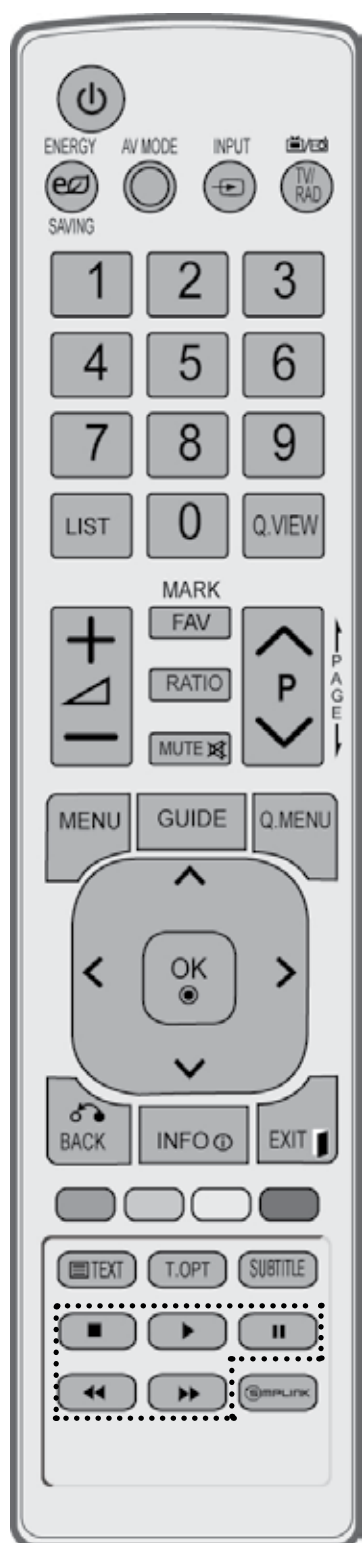 ENERGY AV MODE INPUT
TV/
RAD
SAVING
1 2 3
4 5 6
7 8 9
LIST 0 Q.VIEW
MARK
FAV
RATIO
P
PAGE
MUTE
MENU GUIDE Q.MENU
OK
BACK INFO EXIT
TEXT T.OPT SUBTITLE
SIMPLINK